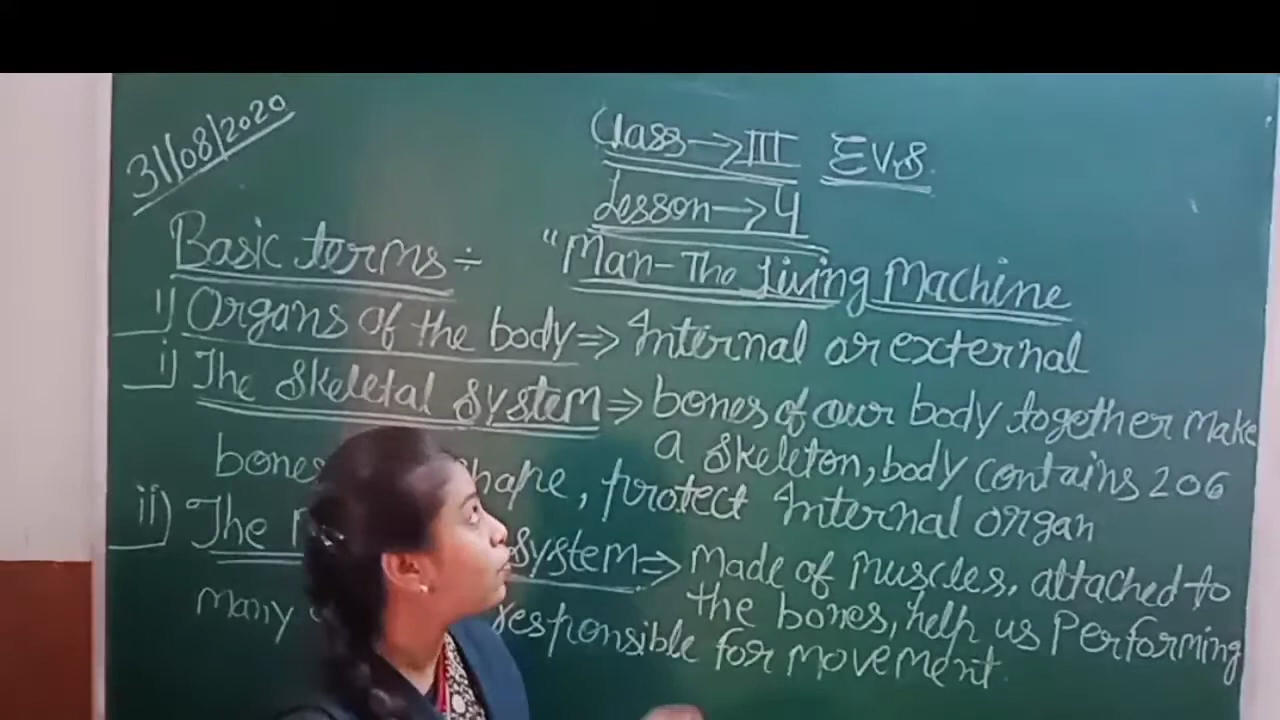 31/08/2020
Class→III EVS.
Lesson→4
"Man-The Living Machine
Basic terms÷
1) Organs of the body⇒ Internal or external
i) The skeletal system⇒ bones of our body together make
a skeleton, body contains 206
bones shape, protect internal organ
ii) The system⇒ Made of muscles, attached to
the bones, help us performing
many responsible for movement.